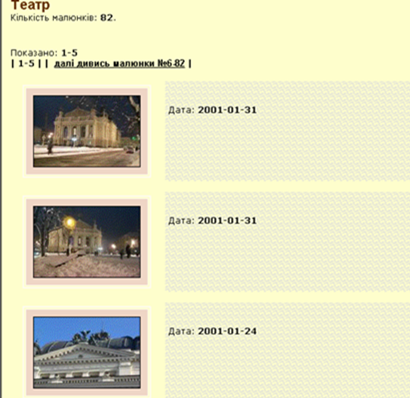 Театр
Кількість малюнків: 82.
Показано: 1-5
| 1-5 | | далі дивись малюнки №6-82 |
Дата: 2001-01-31
Дата: 2001-01-31
Дата: 2001-01-24